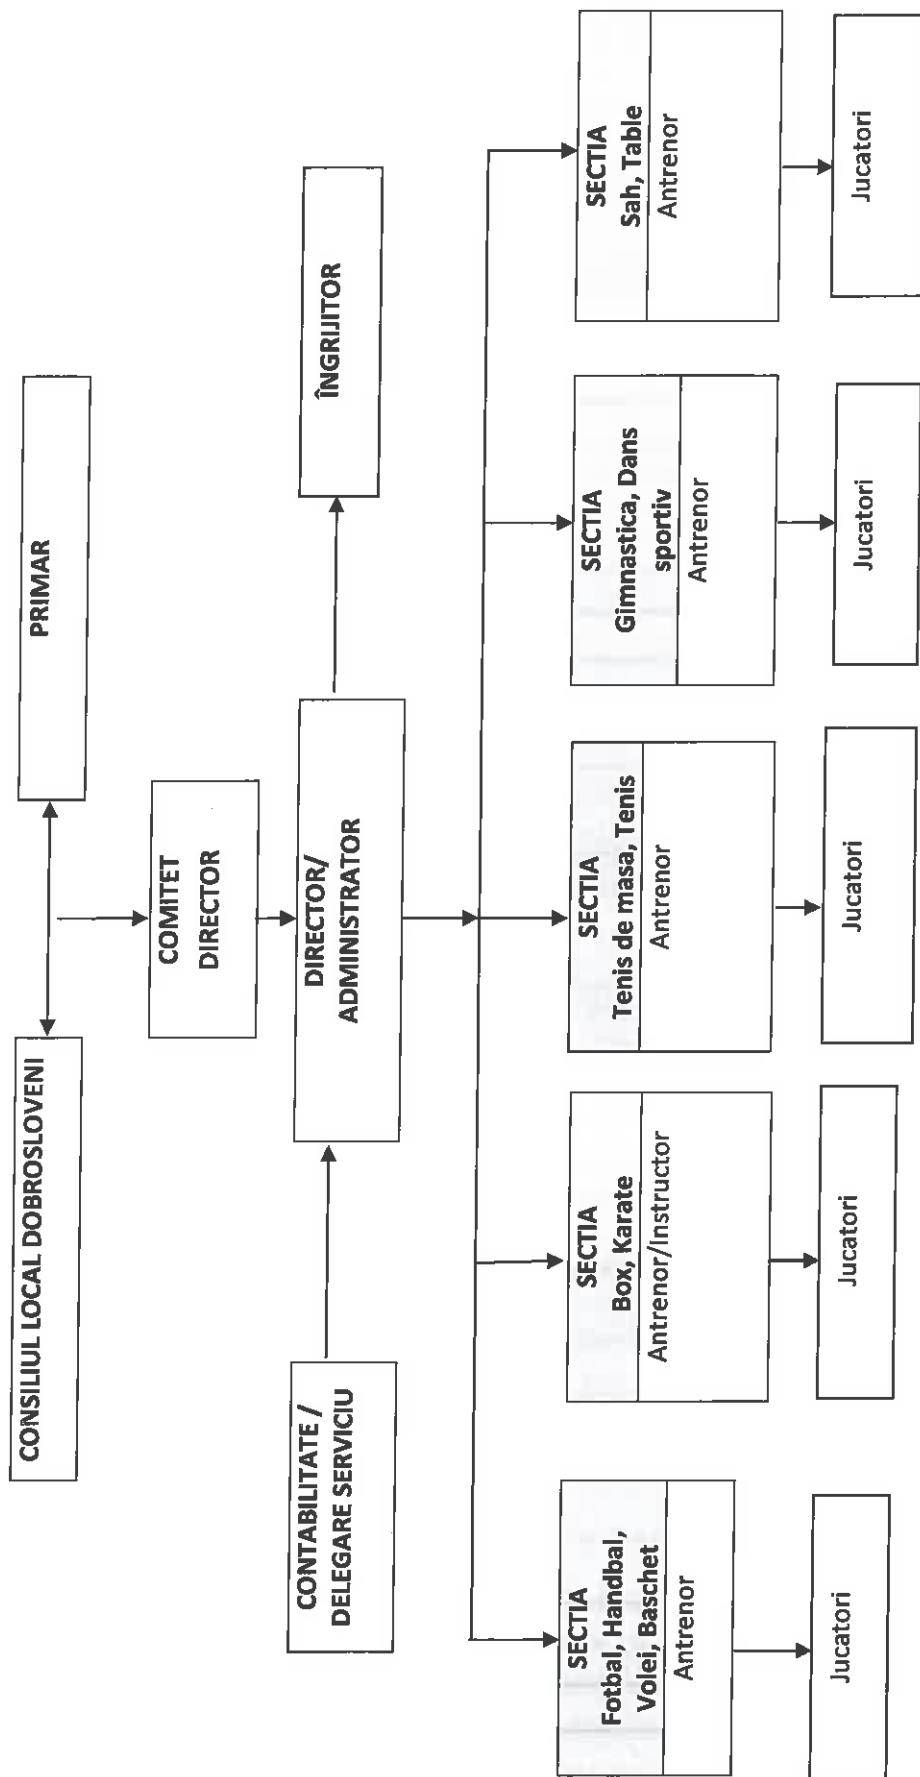 CONSILIUL LOCAL DOBROSLOVENI
PRIMAR
COMITET
DIRECTOR
CONTABILITATE /
DELEGARE SERVICIU
DIRECTOR/
ADMINISTRATOR
ÎNGRIJITOR
SECTIA
Fotbal, Handbal,
Volei, Baschet
Antrenor
SECTIA
Box, Karate
Antrenor/Instructor
SECTIA
Tenis de masa, Tenis
Antrenor
SECTIA
Gimnastica, Dans
sportiv
Antrenor
SECTIA
Sah, Table
Antrenor
Jucatori
Jucatori
Jucatori
Jucatori
Jucatori